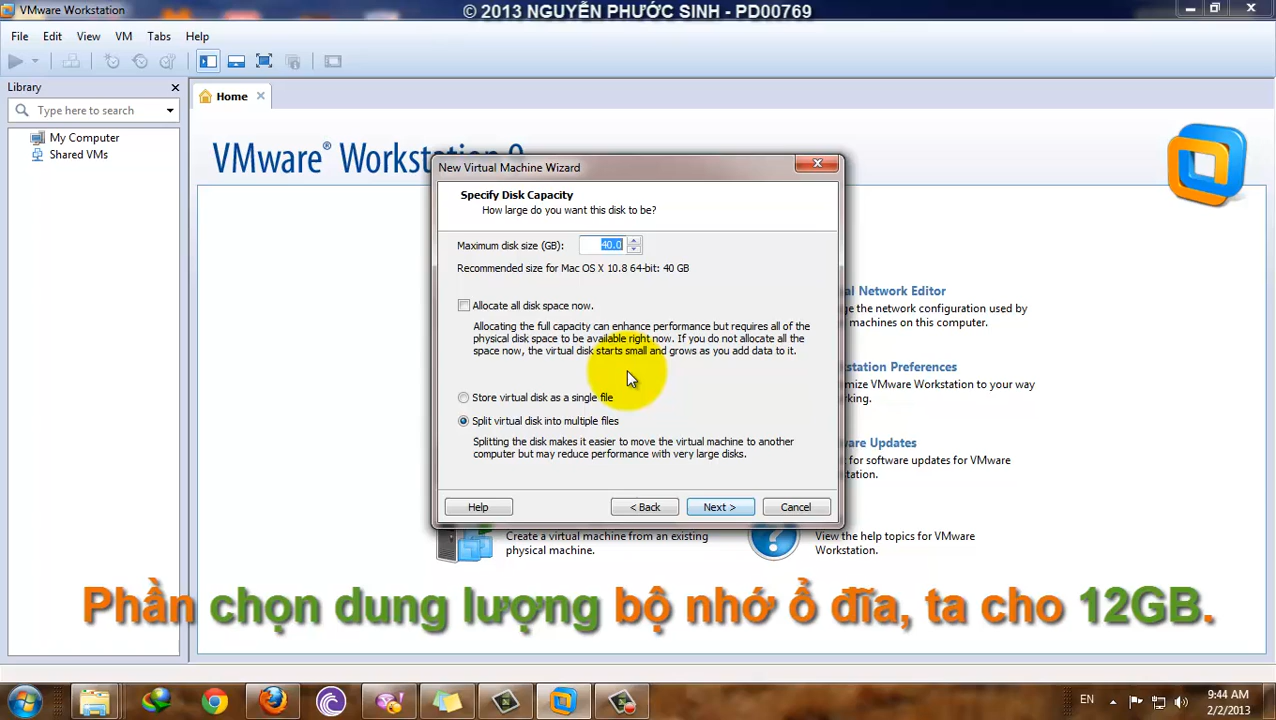 VMware Workstation
© 2013 NGUYỄN PHƯỚC SINH - PD00769
File Edit View VM Tabs Help
Library
Home
Type here to search
My Computer
Shared VMs
VMware® Workstation 9
New Virtual Machine Wizard
Specify Disk Capacity
How large do you want this disk to be?
Maximum disk size (GB): 40.0
Recommended size for Mac OS X 10.8 64-bit: 40 GB
Allocate all disk space now.
Allocating the full capacity can enhance performance but requires all of the
physical disk space to be available right now. If you do not allocate all the
space now, the virtual disk starts small and grows as you add data to it.
Store virtual disk as a single file
Split virtual disk into multiple files
Splitting the disk makes it easier to move the virtual machine to another
computer but may reduce performance with very large disks.
Help < Back Next > Cancel
al Network Editor
e the network configuration used by
machines on this computer.
station Preferences
mize VMware Workstation to your way
rking.
are Updates
for software updates for VMware
station.
Create a virtual machine from an existing
physical machine.
View the help topics for VMware
Workstation.
Phần chọn dung lượng bộ nhớ ổ đĩa, ta cho 12GB.
EN
9:44 AM
2/2/2013